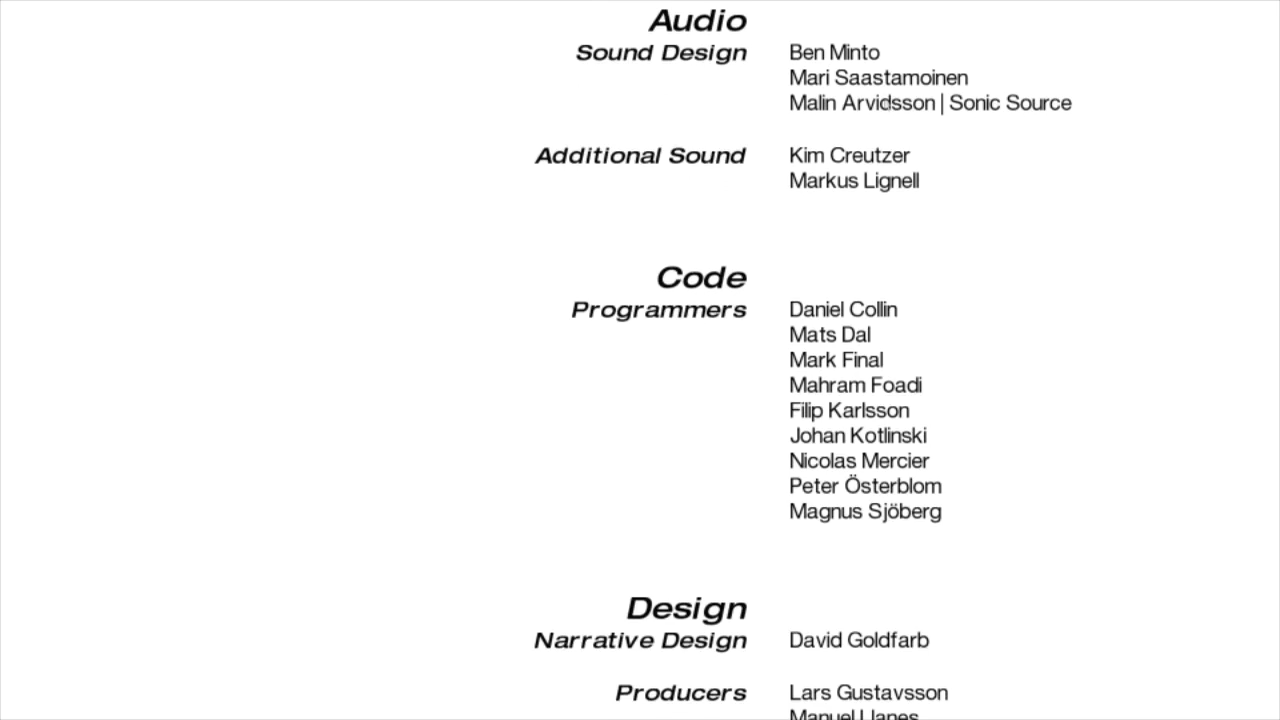 Audio
Sound Design Ben Minto
Mari Saastamoinen
Malin Arvidsson | Sonic Source
Additional Sound Kim Creutzer
Markus Lignell
Code
Programmers Daniel Collin
Mats Dal
Mark Final
Mahram Foadi
Filip Karlsson
Johan Kotlinski
Nicolas Mercier
Peter Österblom
Magnus Sjöberg
Design
Narrative Design David Goldfarb
Producers Lars Gustavsson
Manuel Llanes